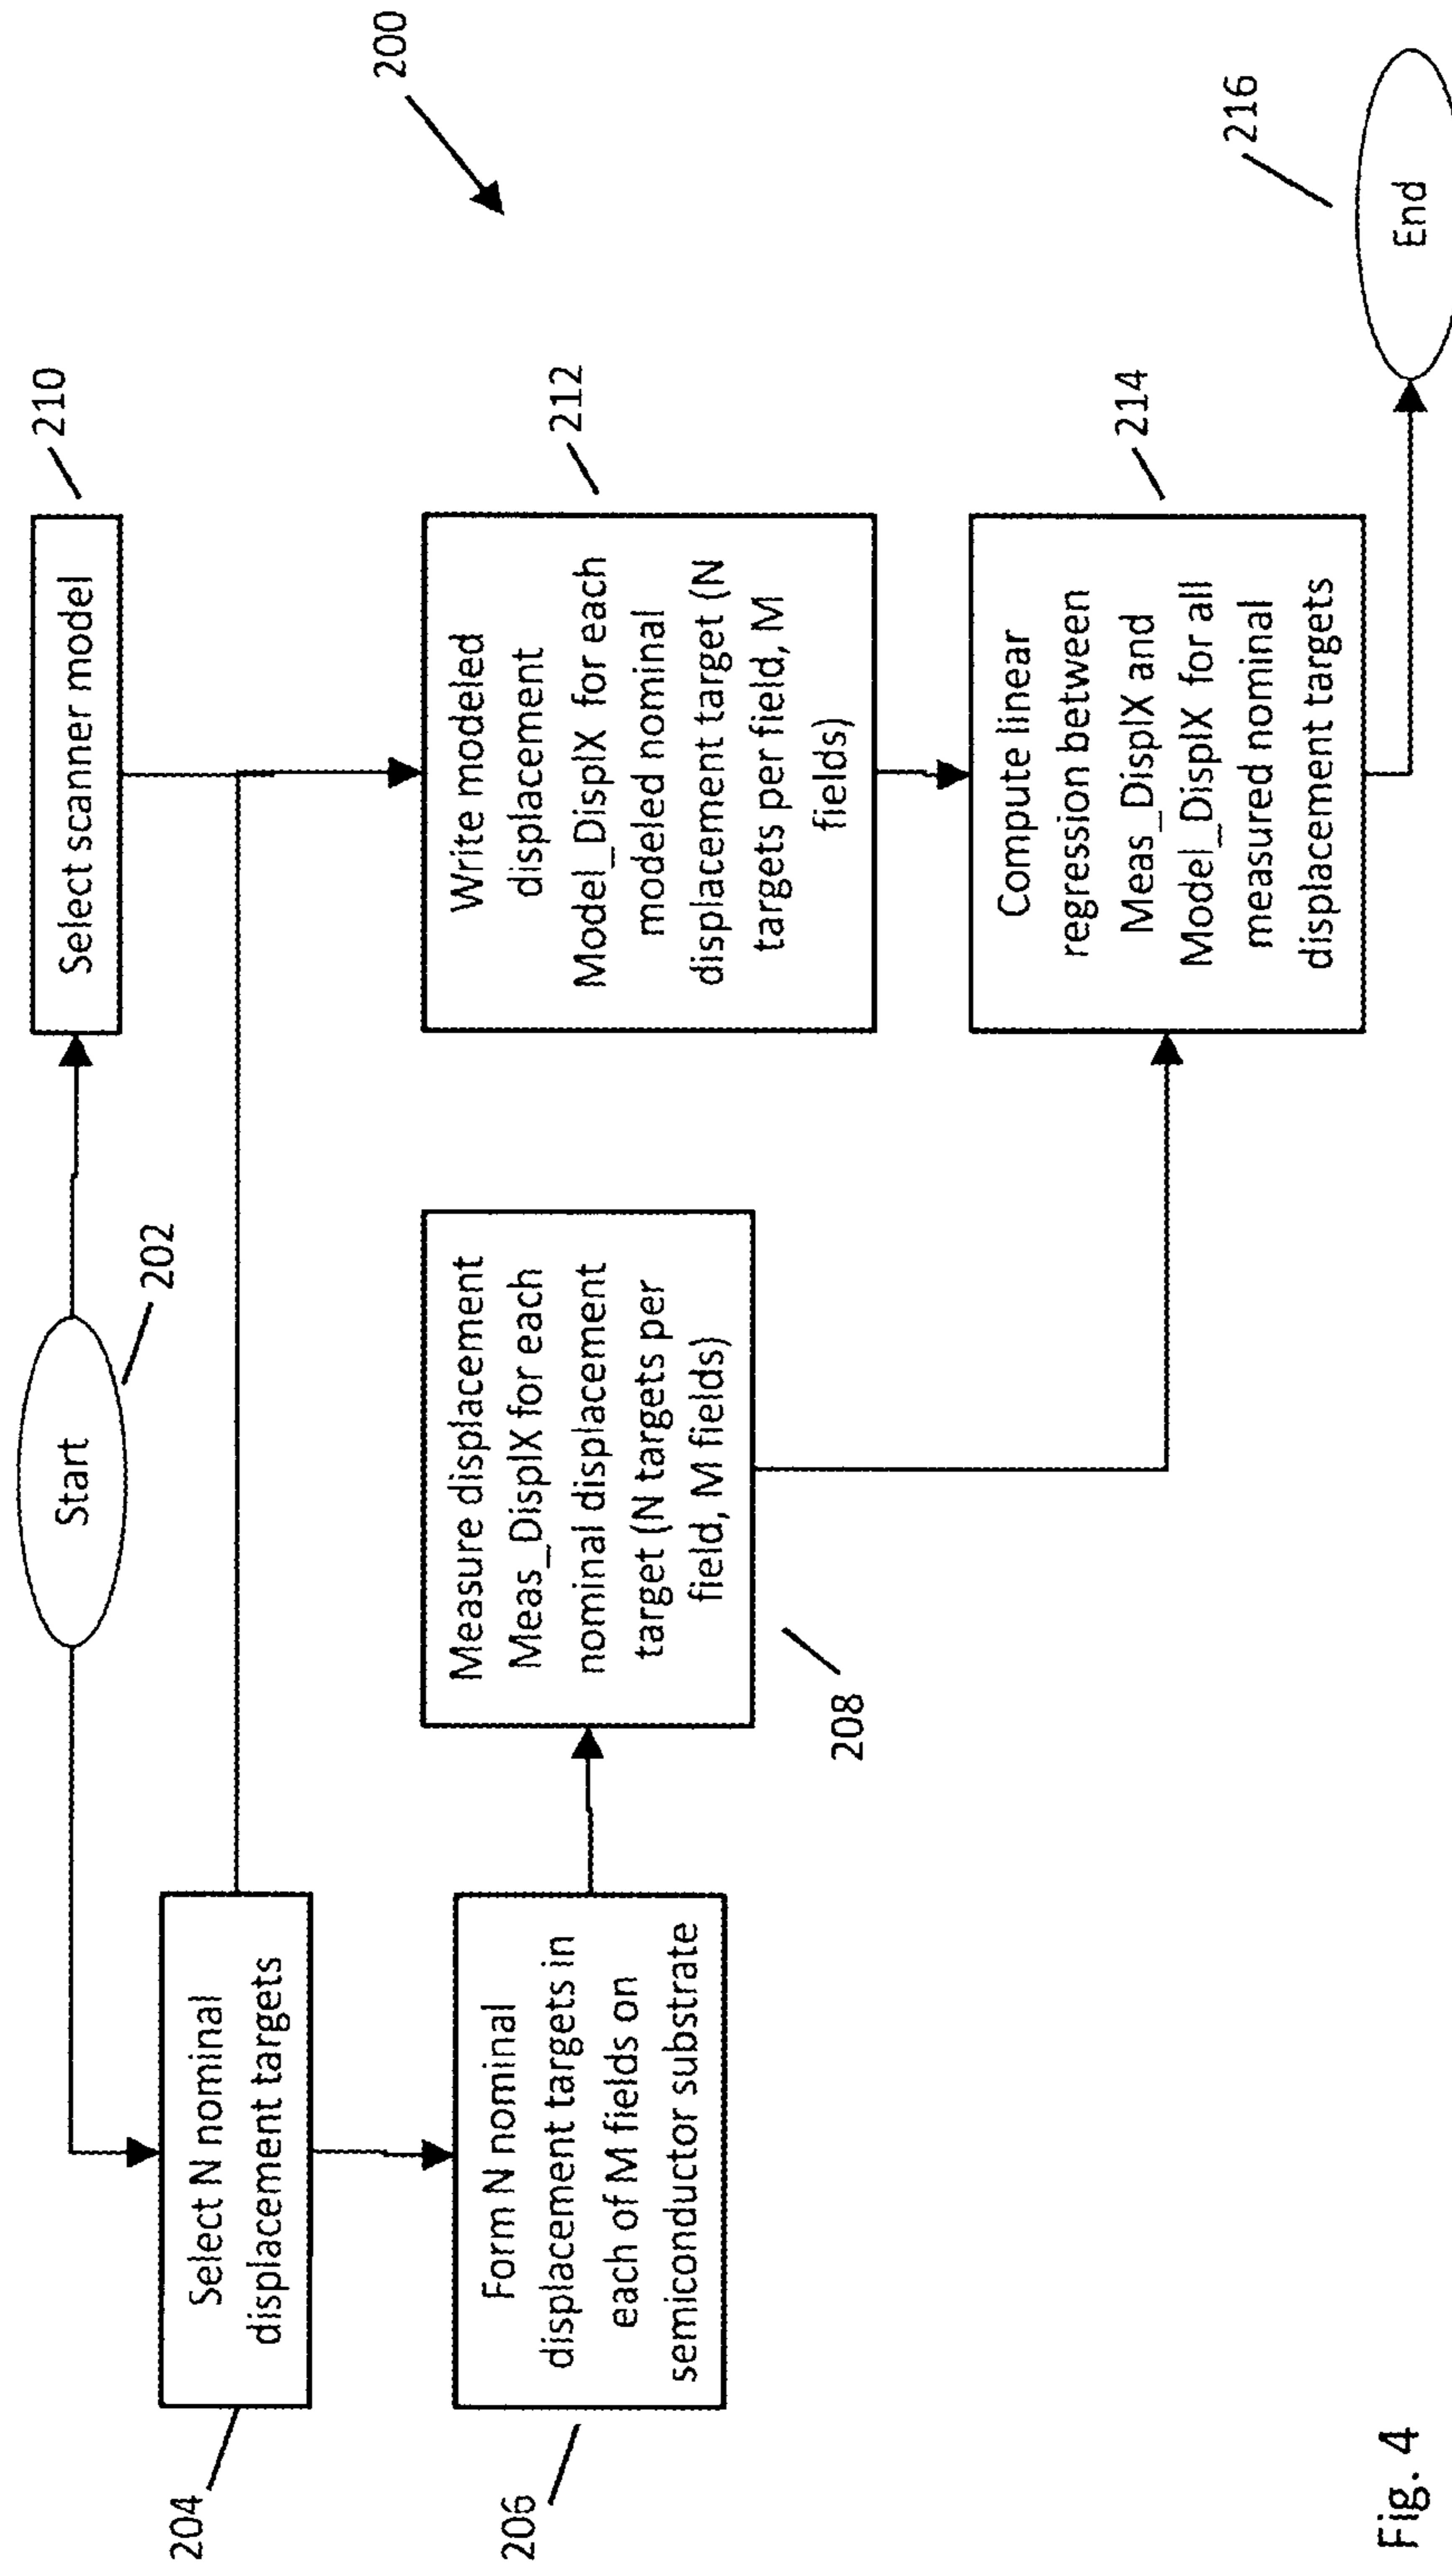 200
Start
202
Select scanner model
210
204
Select N nominal
displacement targets
206
Form N nominal
displacement targets in
each of M fields on
semiconductor substrate
Measure displacement
Meas_DisplX for each
nominal displacement
target (N targets per
field, M fields)
208
Write modeled
displacement
Model_DisplX for each
modeled nominal
displacement target (N
targets per field, M
fields)
212
Compute linear
regression between
Meas_DisplX and
Model_DisplX for all
measured nominal
displacement targets
214
End
216
Fig. 4